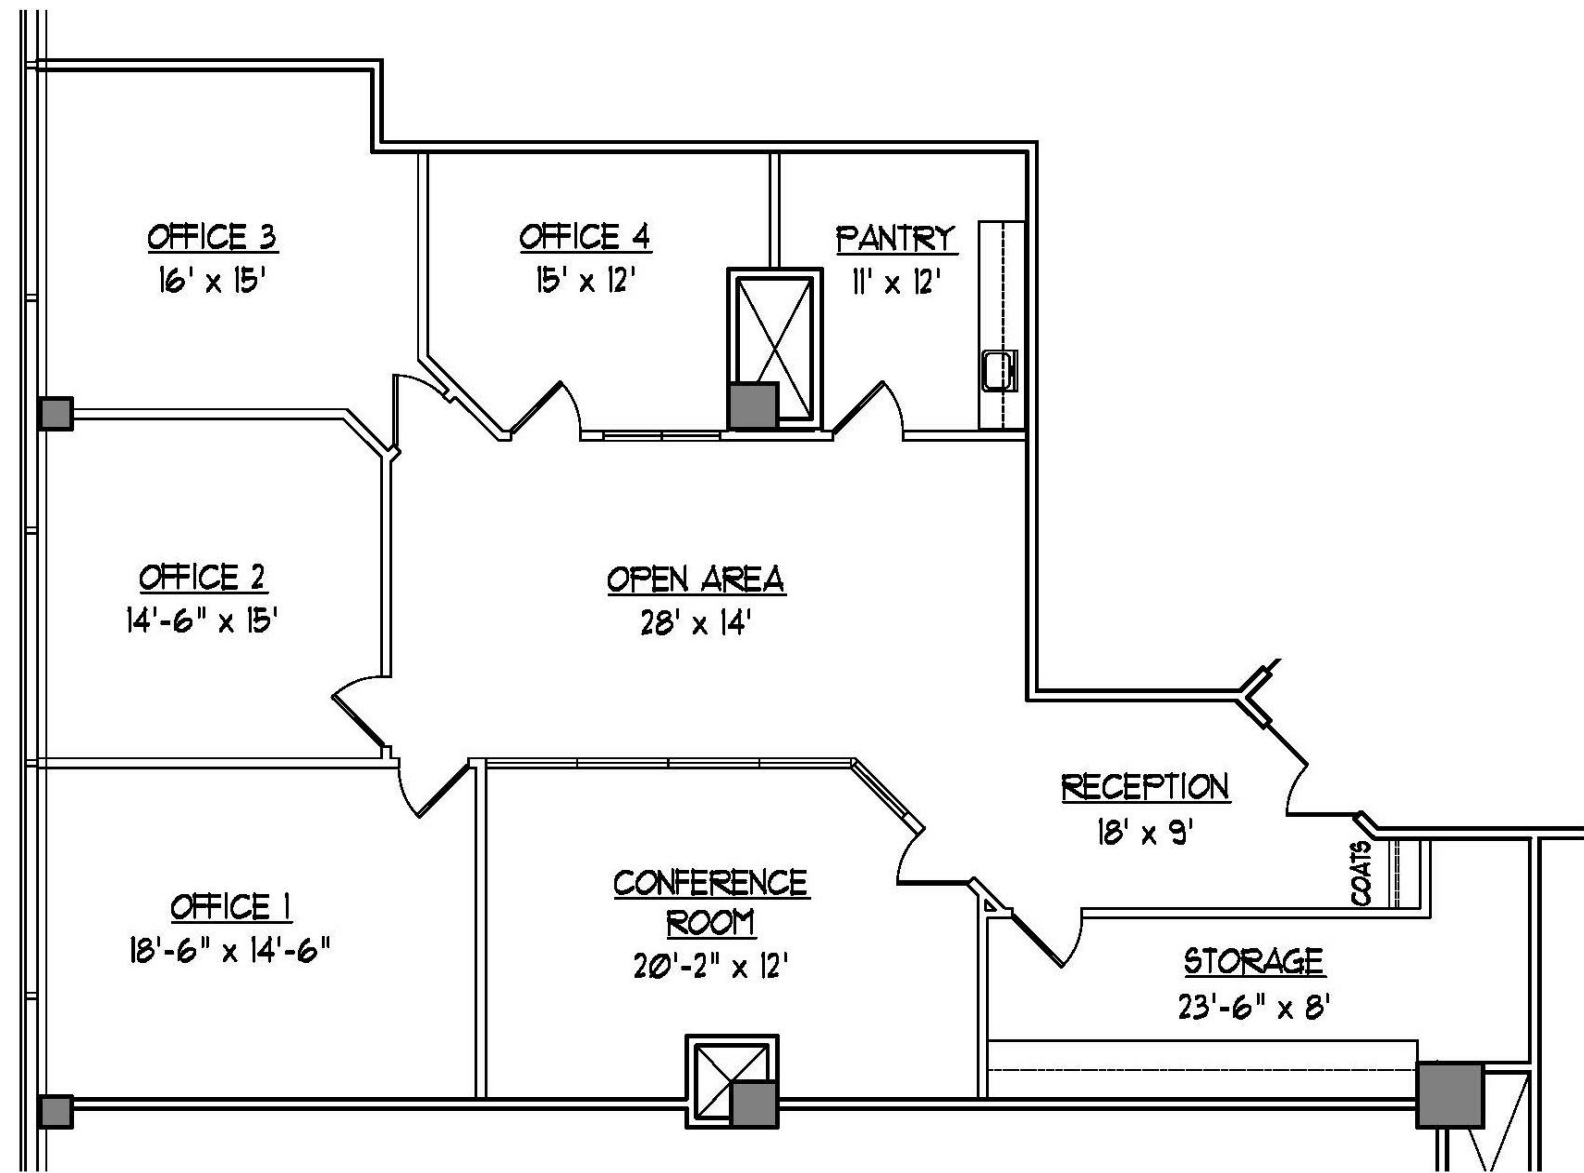 OFFICE 3
16' x 15'
OFFICE 4
15' x 12'
PANTRY
11' x 12'
OFFICE 2
14'-6" x 15'
OPEN AREA
28' x 14'
RECEPTION
18' x 9'
COATS
OFFICE 1
18'-6" x 14'-6"
CONFERENCE
ROOM
20'-2" x 12'
STORAGE
23'-6" x 8'